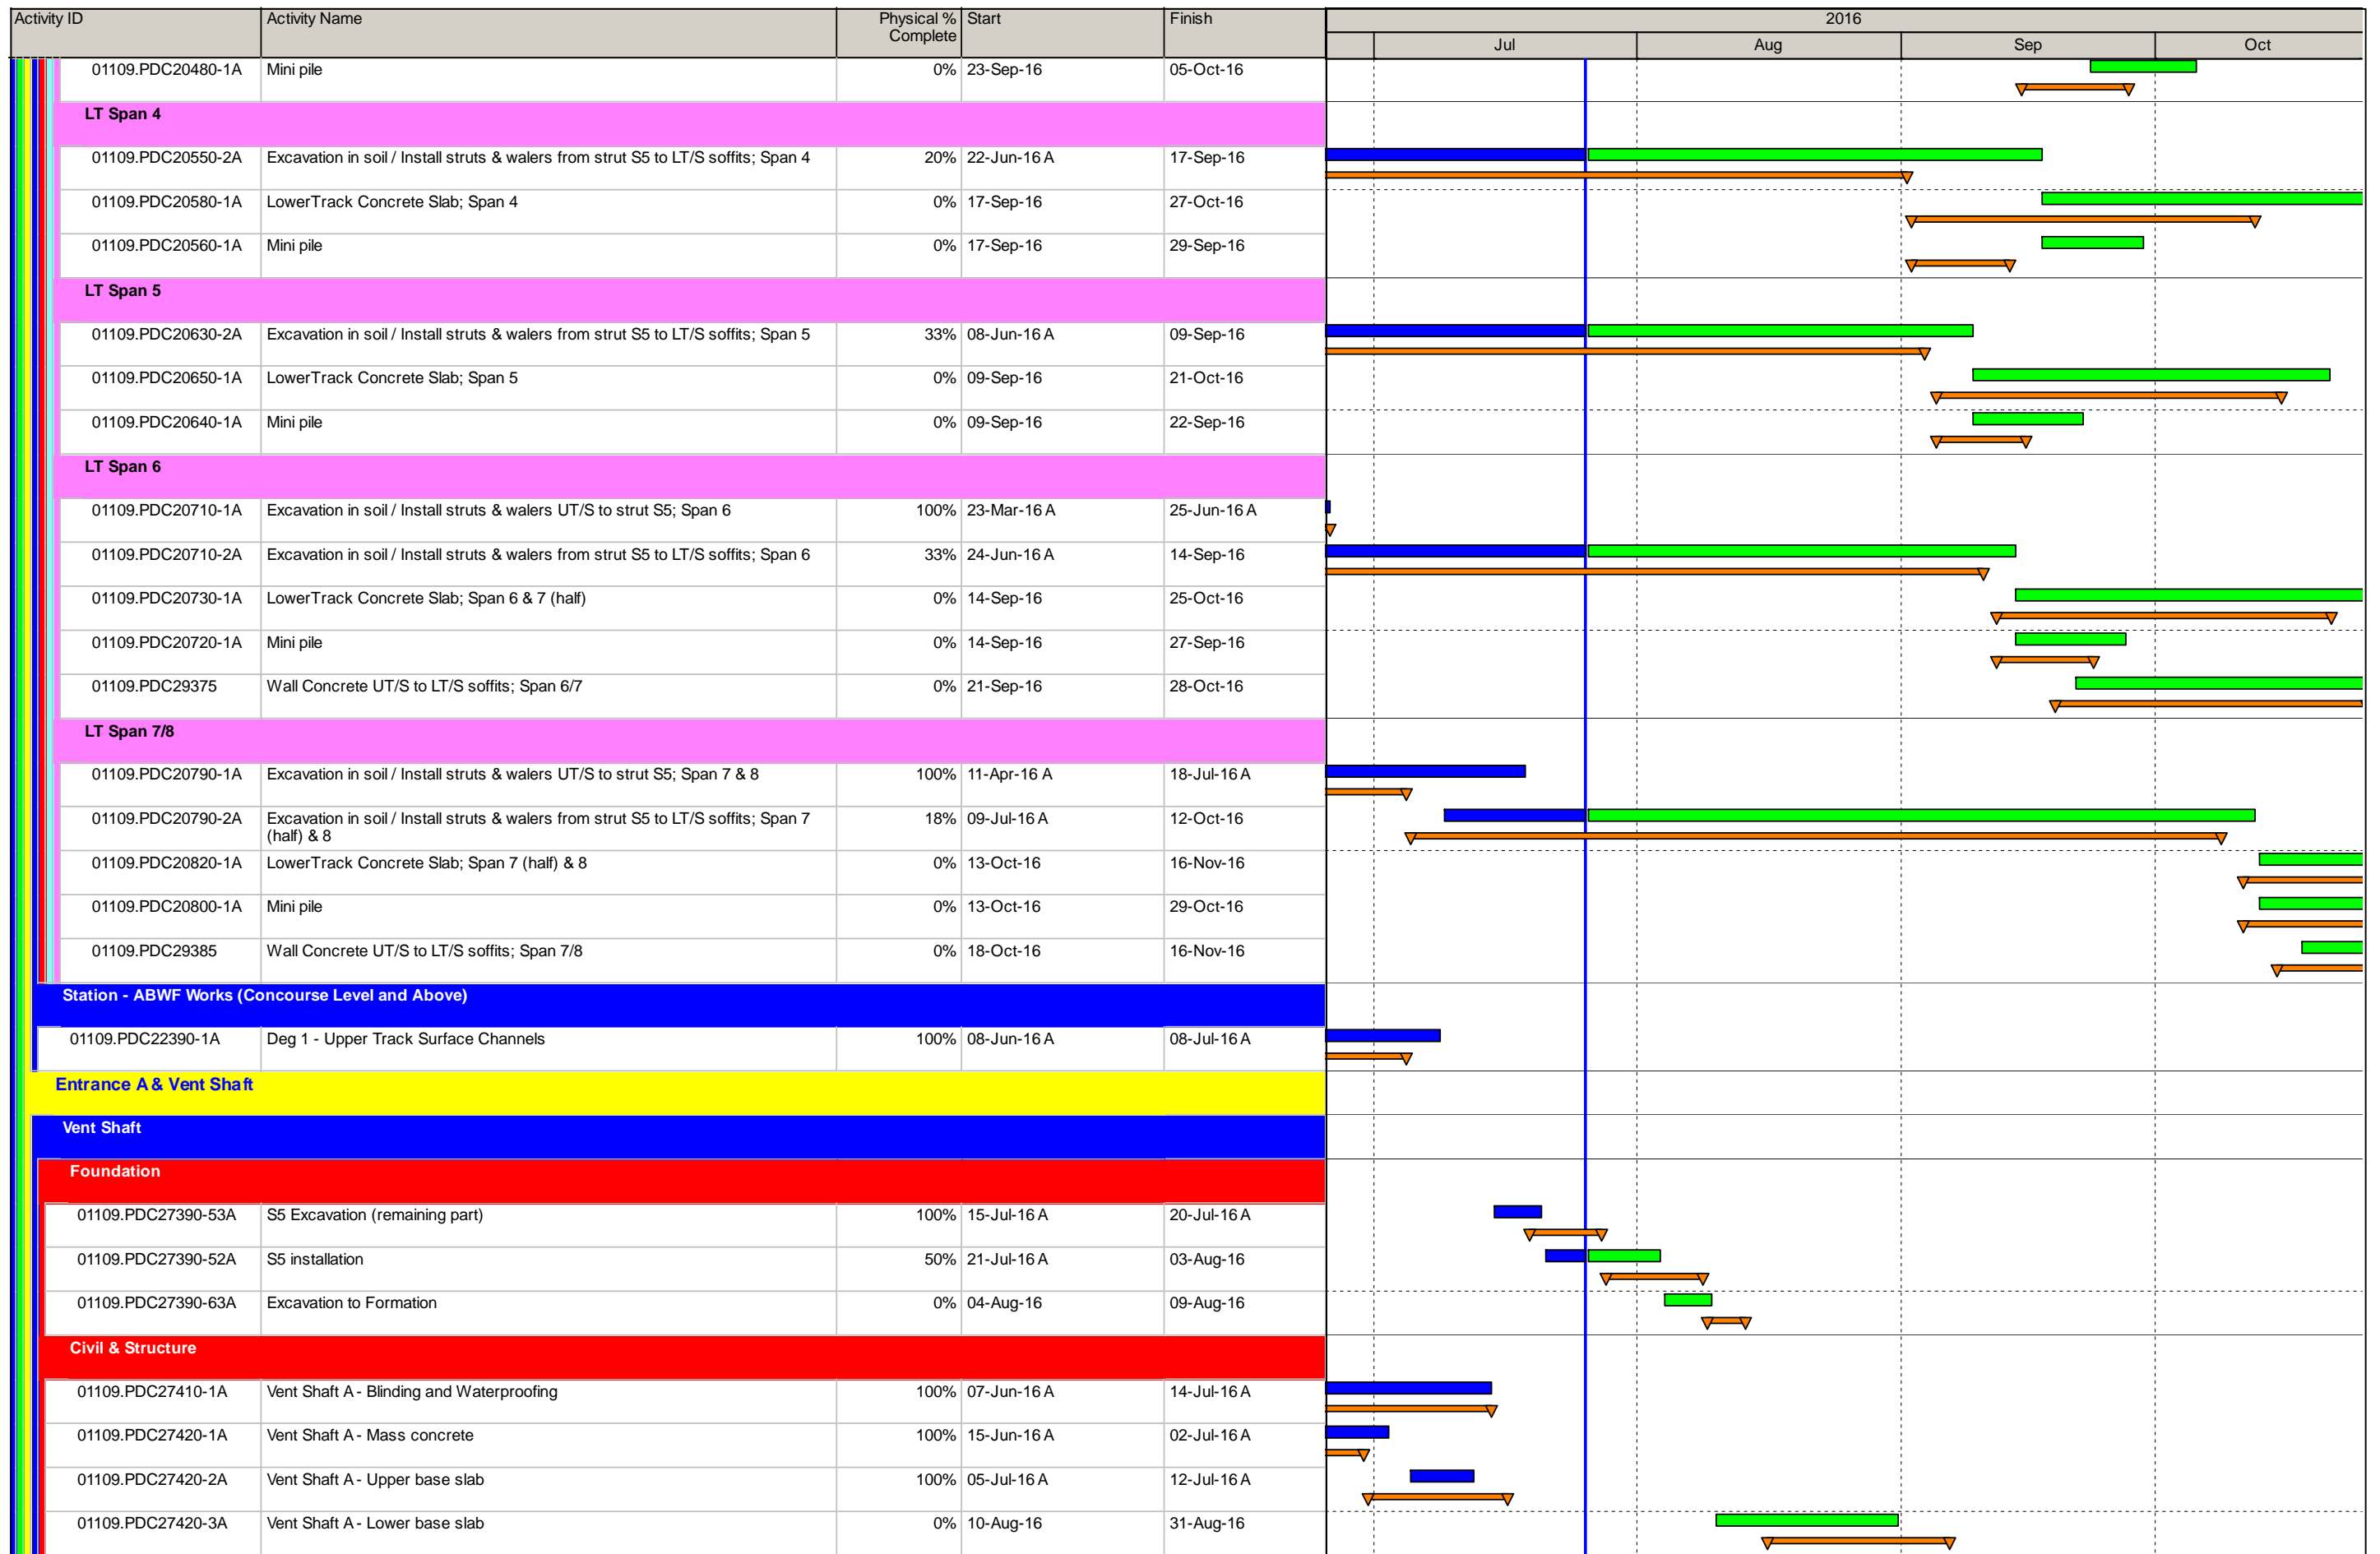 Activity ID Activity Name Physical % Complete Start Finish 2016
Jul Aug Sep Oct
01109.PDC20480-1A Mini pile 0% 23-Sep-16 05-Oct-16
LT Span 4
01109.PDC20550-2A Excavation in soil / Install struts & walers from strut S5 to LT/S soffits; Span 4 20% 22-Jun-16 A 17-Sep-16
01109.PDC20580-1A LowerTrack Concrete Slab; Span 4 0% 17-Sep-16 27-Oct-16
01109.PDC20560-1A Mini pile 0% 17-Sep-16 29-Sep-16
LT Span 5
01109.PDC20630-2A Excavation in soil / Install struts & walers from strut S5 to LT/S soffits; Span 5 33% 08-Jun-16 A 09-Sep-16
01109.PDC20650-1A LowerTrack Concrete Slab; Span 5 0% 09-Sep-16 21-Oct-16
01109.PDC20640-1A Mini pile 0% 09-Sep-16 22-Sep-16
LT Span 6
01109.PDC20710-1A Excavation in soil / Install struts & walers UT/S to strut S5; Span 6 100% 23-Mar-16 A 25-Jun-16 A
01109.PDC20710-2A Excavation in soil / Install struts & walers from strut S5 to LT/S soffits; Span 6 33% 24-Jun-16 A 14-Sep-16
01109.PDC20730-1A LowerTrack Concrete Slab; Span 6 & 7 (half) 0% 14-Sep-16 25-Oct-16
01109.PDC20720-1A Mini pile 0% 14-Sep-16 27-Sep-16
01109.PDC29375 Wall Concrete UT/S to LT/S soffits; Span 6/7 0% 21-Sep-16 28-Oct-16
LT Span 7/8
01109.PDC20790-1A Excavation in soil / Install struts & walers UT/S to strut S5; Span 7 & 8 100% 11-Apr-16 A 18-Jul-16 A
01109.PDC20790-2A Excavation in soil / Install struts & walers from strut S5 to LT/S soffits; Span 7 18% 09-Jul-16 A 12-Oct-16
(half) & 8
01109.PDC20820-1A LowerTrack Concrete Slab; Span 7 (half) & 8 0% 13-Oct-16 16-Nov-16
01109.PDC20800-1A Mini pile 0% 13-Oct-16 29-Oct-16
01109.PDC29385 Wall Concrete UT/S to LT/S soffits; Span 7/8 0% 18-Oct-16 16-Nov-16
Station - ABWF Works (Concourse Level and Above)
01109.PDC22390-1A Deg 1 - Upper Track Surface Channels 100% 08-Jun-16 A 08-Jul-16 A
Entrance A & Vent Shaft
Vent Shaft
Foundation
01109.PDC27390-53A S5 Excavation (remaining part) 100% 15-Jul-16 A 20-Jul-16 A
01109.PDC27390-52A S5 installation 50% 21-Jul-16 A 03-Aug-16
01109.PDC27390-63A Excavation to Formation 0% 04-Aug-16 09-Aug-16
Civil & Structure
01109.PDC27410-1A Vent Shaft A - Blinding and Waterproofing 100% 07-Jun-16 A 14-Jul-16 A
01109.PDC27420-1A Vent Shaft A - Mass concrete 100% 15-Jun-16 A 02-Jul-16 A
01109.PDC27420-2A Vent Shaft A - Upper base slab 100% 05-Jul-16 A 12-Jul-16 A
01109.PDC27420-3A Vent Shaft A - Lower base slab 0% 10-Aug-16 31-Aug-16